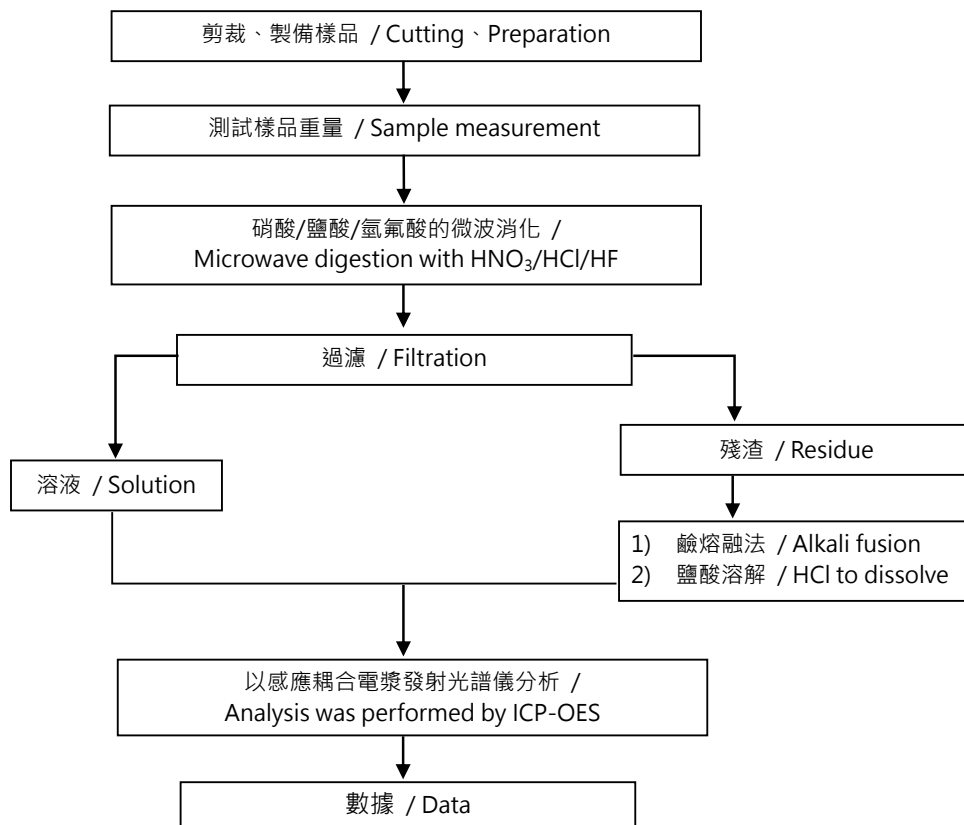 剪裁、製備樣品 / Cutting、Preparation
測試樣品重量 / Sample measurement
硝酸/鹽酸/氫氟酸的微波消化 /
Microwave digestion with HNO₃/HCl/HF
過濾 / Filtration
溶液 / Solution
殘渣 / Residue
1) 鹼熔融法 / Alkali fusion
2) 鹽酸溶解 / HCl to dissolve
以感應耦合電漿發射光譜儀分析 /
Analysis was performed by ICP-OES
數據 / Data